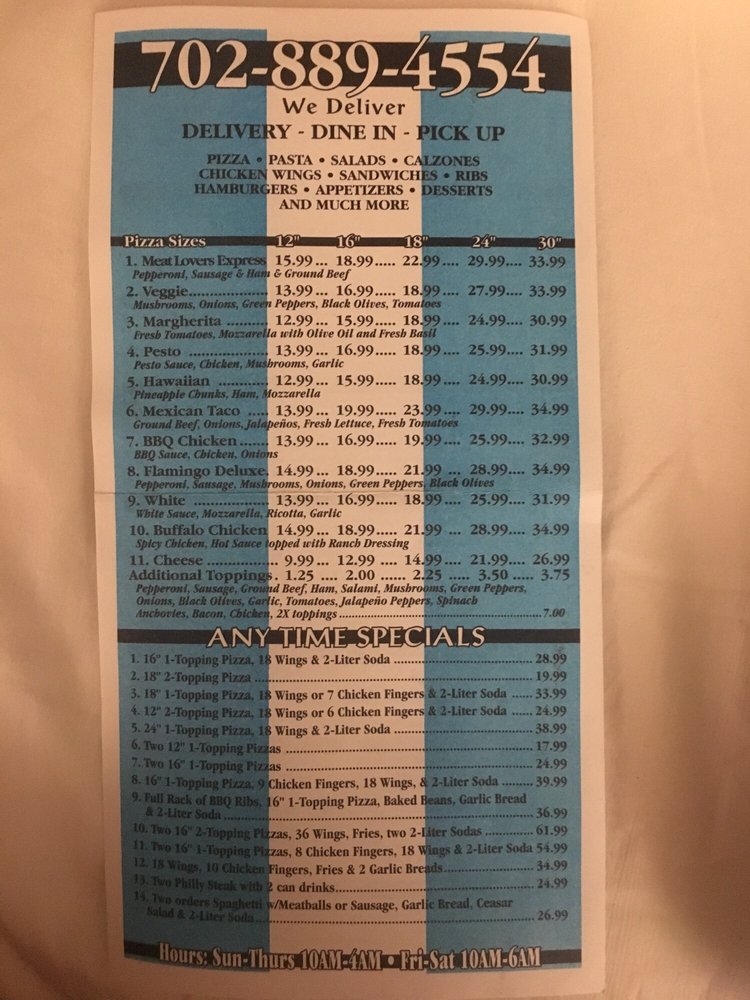 702-889-4554
We Deliver
DELIVERY - DINE IN - PICK UP
PIZZA • PASTA • SALADS • CALZONES
CHICKEN WINGS • SANDWICHES • RIBS
HAMBURGERS • APPETIZERS • DESSERTS
AND MUCH MORE
Pizza Sizes 12" 16" 18" 24" 30"
1. Meat Lovers Express 15.99 ... 18.99..... 22.99 .... 29.99.... 33.99
Pepperoni, Sausage & Ham & Ground Beef
2. Veggie.................. 13.99 ... 16.99..... 18.99 .... 27.99.... 33.99
Mushrooms, Onions, Green Peppers, Black Olives, Tomatoes
3. Margherita .......... 12.99 ... 15.99..... 18.99 .... 24.99.... 30.99
Fresh Tomatoes, Mozzarella with Olive Oil and Fresh Basil
4. Pesto ................... 13.99 ... 16.99..... 18.99 .... 25.99.... 31.99
Pesto Sauce, Chicken, Mushrooms, Garlic
5. Hawaiian ............ 12.99 ... 15.99..... 18.99 .... 24.99.... 30.99
Pineapple Chunks, Ham, Mozzarella
6. Mexican Taco ..... 13.99 ... 19.99..... 23.99 .... 29.99.... 34.99
Ground Beef, Onions, Jalapeños, Fresh Lettuce, Fresh Tomatoes
7. BBQ Chicken....... 13.99 ... 16.99..... 19.99 .... 25.99.... 32.99
BBQ Sauce, Chicken, Onions
8. Flamingo Deluxe. 14.99 ... 18.99..... 21.99 ... 28.99.... 34.99
Pepperoni, Sausage, Mushrooms, Onions, Green Peppers, Black Olives
9. White .................. 13.99 ... 16.99..... 18.99 .... 25.99.... 31.99
White Sauce, Mozzarella, Ricotta, Garlic
10. Buffalo Chicken 14.99 ... 18.99..... 21.99 ... 28.99.... 34.99
Spicy Chicken, Hot Sauce topped with Ranch Dressing
11. Cheese ................. 9.99 ... 12.99 .... 14.99 .... 21.99.... 26.99
Additional Toppings. 1.25 .... 2.00 ...... 2.25 ..... 3.50 ..... 3.75
Pepperoni, Sausage, Ground Beef, Ham, Salami, Mushrooms, Green Peppers,
Onions, Black Olives, Garlic, Tomatoes, Jalapeño Peppers, Spinach
Anchovies, Bacon, Chicken, 2X toppings ..................................................... 7.00
ANY TIME SPECIALS
1. 16" 1-Topping Pizza, 18 Wings & 2-Liter Soda ................................... 28.99
2. 18" 2-Topping Pizza ...................................................................... 19.99
3. 18" 1-Topping Pizza, 18 Wings or 7 Chicken Fingers & 2-Liter Soda ...... 33.99
4. 12" 2-Topping Pizza, 18 Wings or 6 Chicken Fingers & 2-Liter Soda ...... 24.99
5. 24" 1-Topping Pizza, 18 Wings & 2-Liter Soda ................................... 38.99
6. Two 12" 1-Topping Pizzas ............................................................... 17.99
7. Two 16" 1-Topping Pizzas ............................................................... 24.99
8. 16" 1-Topping Pizza, 9 Chicken Fingers, 18 Wings, & 2-Liter Soda ........ 39.99
9. Full Rack of BBQ Ribs, 16" 1-Topping Pizza, Baked Beans, Garlic Bread
& 2-Liter Soda ............................................................................... 36.99
10. Two 16" 2-Topping Pizzas, 36 Wings, Fries, two 2-Liter Sodas ............ 61.99
11. Two 16" 1-Topping Pizzas, 8 Chicken Fingers, 18 Wings & 2-Liter Soda 54.99
12. 18 Wings, 10 Chicken Fingers, Fries & 2 Garlic Breads....................... 34.99
13. Two Philly Steak with 2 can drinks.................................................. 24.99
14. Two orders Spaghetti w/Meatballs or Sausage, Garlic Bread, Ceasar
Salad & 2-Liter Soda........................................................................ 26.99
Hours: Sun-Thurs 10AM-4AM • Fri-Sat 10AM-6AM